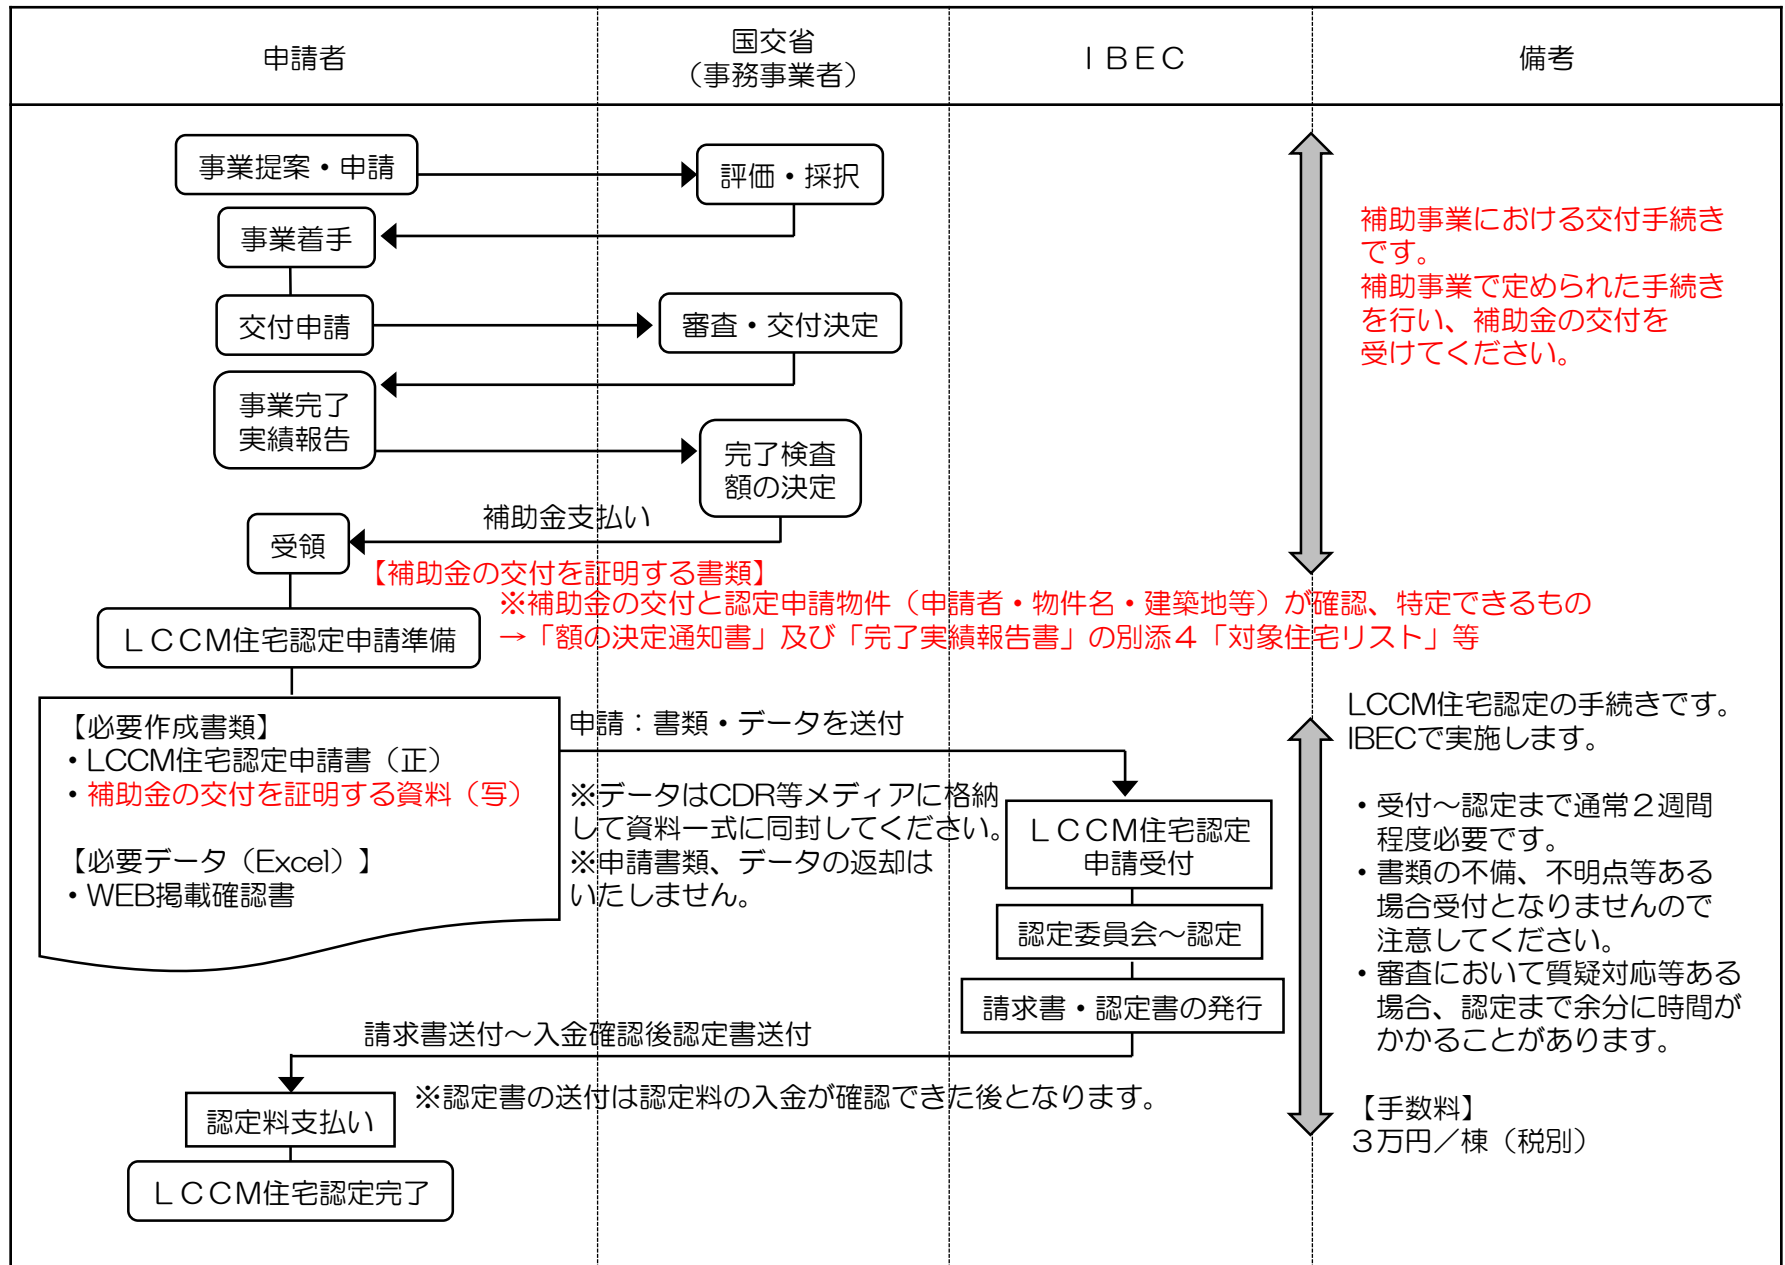 申請者
国交省
（事務事業者）
ＩＢＥＣ
備考
事業提案・申請
評価・採択
事業着手
交付申請
審査・交付決定
事業完了
実績報告
完了検査
額の決定
補助金支払い
受領
補助事業における交付手続き
です。
補助事業で定められた手続き
を行い、補助金の交付を
受けてください。
【補助金の交付を証明する書類】
※補助金の交付と認定申請物件（申請者・物件名・建築地等）が確認、特定できるもの
→「額の決定通知書」及び「完了実績報告書」の別添４「対象住宅リスト」等
ＬＣＣＭ住宅認定申請準備
【必要作成書類】
・LCCM住宅認定申請書（正）
・補助金の交付を証明する資料（写）
【必要データ（Excel）】
・WEB掲載確認書
申請：書類・データを送付
※データはCDR等メディアに格納
して資料一式に同封してください。
※申請書類、データの返却は
いたしません。
ＬＣＣＭ住宅認定
申請受付
認定委員会～認定
請求書・認定書の発行
請求書送付～入金確認後認定書送付
※認定書の送付は認定料の入金が確認できた後となります。
認定料支払い
ＬＣＣＭ住宅認定完了
LCCM住宅認定の手続きです。
IBECで実施します。
・受付～認定まで通常２週間
程度必要です。
・書類の不備、不明点等ある
場合受付となりませんので
注意してください。
・審査において質疑対応等ある
場合、認定まで余分に時間が
かかることがあります。
【手数料】
３万円／棟（税別）